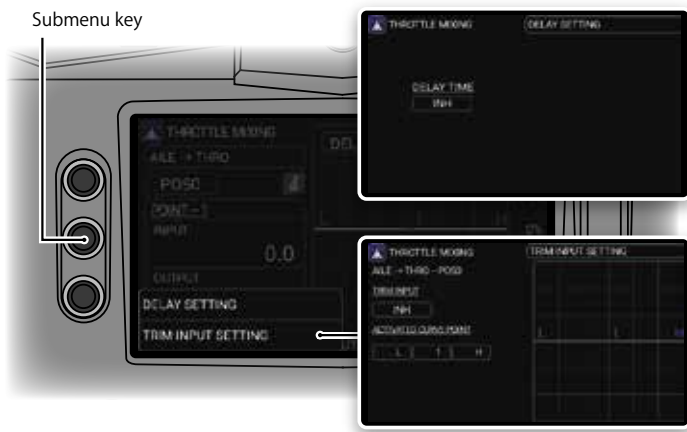 Submenu key
THROTTLE MIXING
DELAY SETTING
DELAY TIME
INH
THROTTLE MIXING
AILE → THRO
POS0
POINT - 1
INPUT
0.0
OUTPUT
DELAY SETTING
TRIM INPUT SETTING
THROTTLE MIXING
TRIM INPUT SETTING
AILE → THRO - POS0
TRIM INPUT
INH
ACTIVATED CURVE POINT
L 1 H